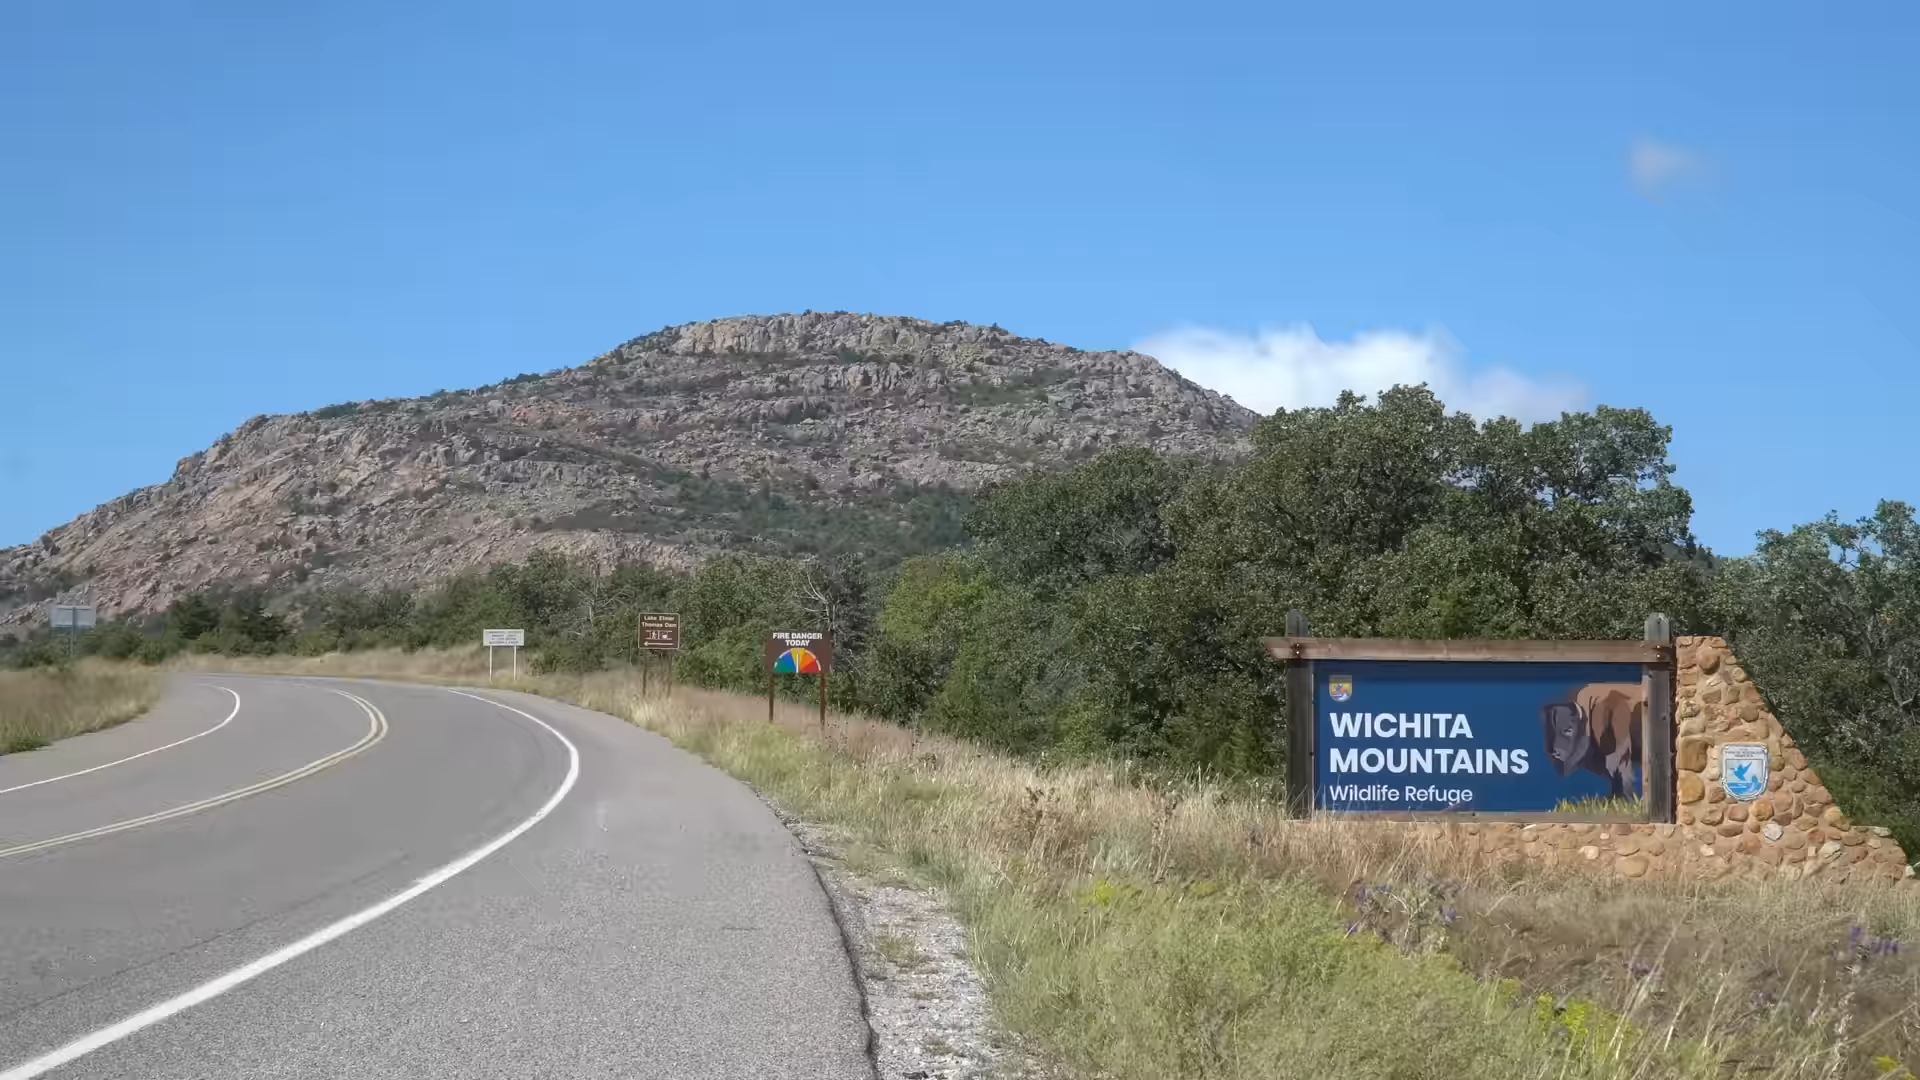 Lake Elmer
Thomas Dam
FIRE DANGER
TODAY
WICHITA
MOUNTAINS
Wildlife Refuge